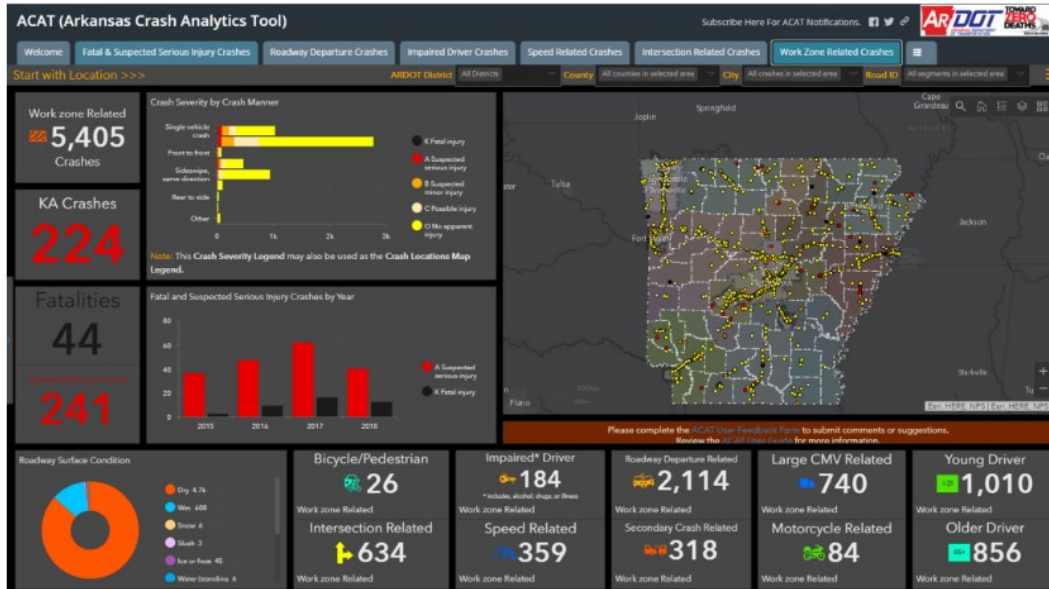 ACAT (Arkansas Crash Analytics Tool)
Subscribe Here For ACAT Notifications.
ARDOT
TOWARD
ZERO
DEATHS
Welcome
Fatal & Suspected Serious Injury Crashes
Roadway Departure Crashes
Impaired Driver Crashes
Speed Related Crashes
Intersection Related Crashes
Work Zone Related Crashes
Start with Location >>>
ARDOT District All Districts
County All counties in selected area
City All crashes in selected area
Road ID All segments in selected area
Work zone Related
5,405
Crashes
KA Crashes
224
Fatalities
44
241
Crash Severity by Crash Manner
Single vehicle
crash
Front to front
Sideswipe,
same direction
Rear to side
Other
0 1k 2k 3k
K Fatal injury
A Suspected
serious injury
B Suspected
minor injury
C Possible injury
O No apparent
injury
Note: This Crash Severity Legend may also be used as the Crash Locations Map
Legend.
Fatal and Suspected Serious Injury Crashes by Year
80
60
40
20
0
2015 2016 2017 2018
A Suspected
serious injury
K Fatal injury
Springfield
Cape
Girardeau
Joplin
Tulsa
Jackson
Starkville
Plano
Esri, HERE, NPS | Esri, HERE, NPS
Please complete the ACAT User Feedback Form to submit comments or suggestions.
Review the ACAT User Guide for more information.
Roadway Surface Condition
Dry 4.7k
Wet 608
Snow 6
Slush 3
Ice or frost 45
Water (standing 6
Bicycle/Pedestrian
26
Work zone Related
Impaired* Driver
184
* Includes, alcohol, drugs, or illness
Work zone Related
Roadway Departure Related
2,114
Work zone Related
Large CMV Related
740
Work zone Related
Young Driver
1,010
Work zone Related
Intersection Related
634
Work zone Related
Speed Related
359
Work zone Related
Secondary Crash Related
318
Work zone Related
Motorcycle Related
84
Work zone Related
Older Driver
856
Work zone Related